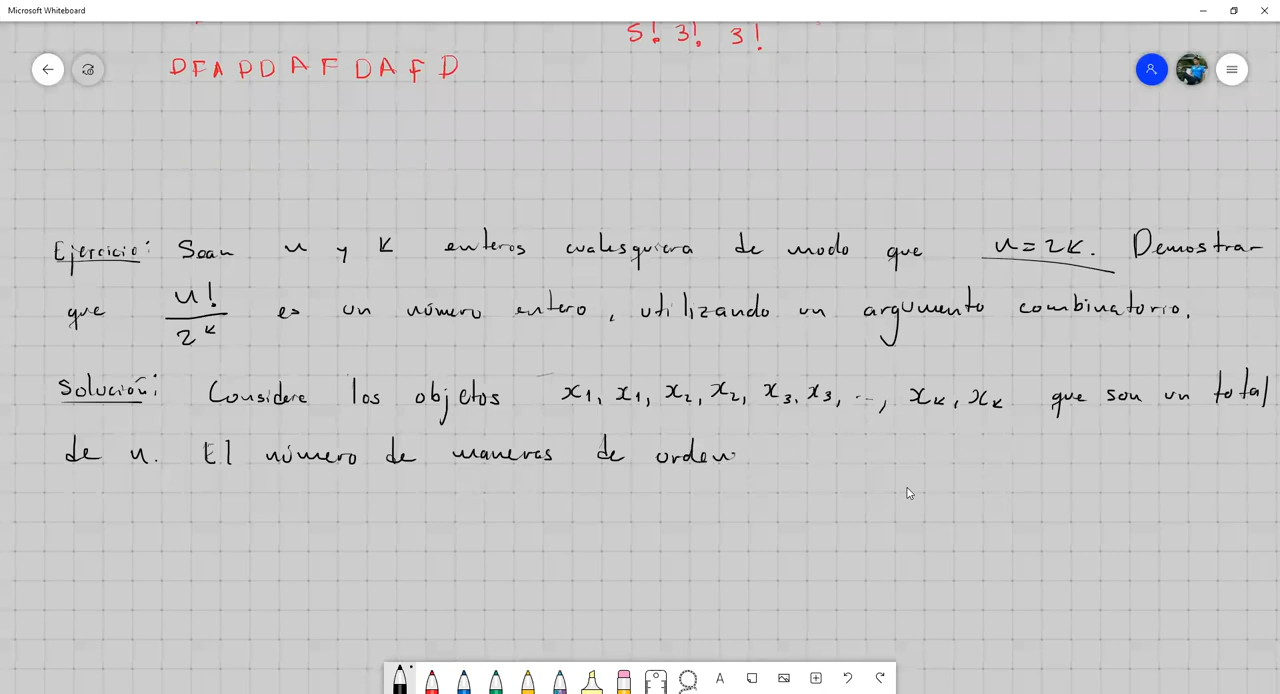 Microsoft Whiteboard
5! 3! 3!
D F A D D A F D A F D
Ejercicio: Sean n y k enteros cualesquiera de modo que n = 2k. Demostrar
que n!/2^k es un número entero, utilizando un argumento combinatorio.
Solución: Considere los objetos x1, x1, x2, x2, x3, x3, ..., xk, xk que son un total
de n. El número de maneras de orden
A